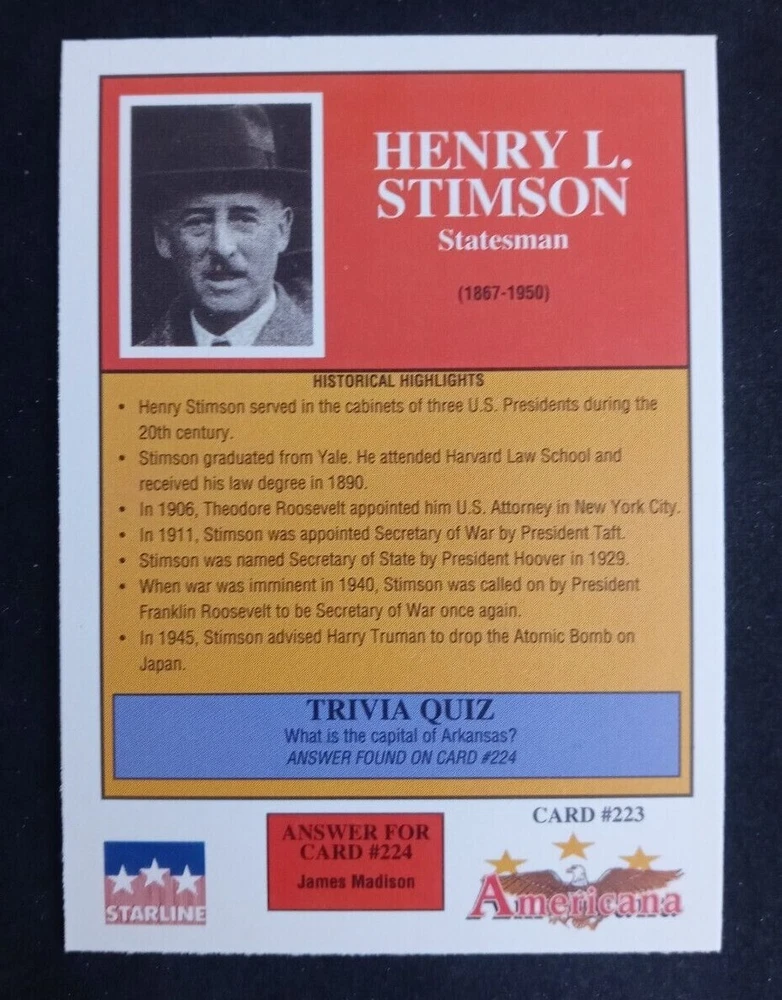 HENRY L.
STIMSON
Statesman
(1867-1950)
HISTORICAL HIGHLIGHTS
• Henry Stimson served in the cabinets of three U.S. Presidents during the
20th century.
• Stimson graduated from Yale. He attended Harvard Law School and
received his law degree in 1890.
• In 1906, Theodore Roosevelt appointed him U.S. Attorney in New York City.
• In 1911, Stimson was appointed Secretary of War by President Taft.
• Stimson was named Secretary of State by President Hoover in 1929.
• When war was imminent in 1940, Stimson was called on by President
Franklin Roosevelt to be Secretary of War once again.
• In 1945, Stimson advised Harry Truman to drop the Atomic Bomb on
Japan.
TRIVIA QUIZ
What is the capital of Arkansas?
ANSWER FOUND ON CARD #224
CARD #223
ANSWER FOR
CARD #224
James Madison
STARLINE
Americana